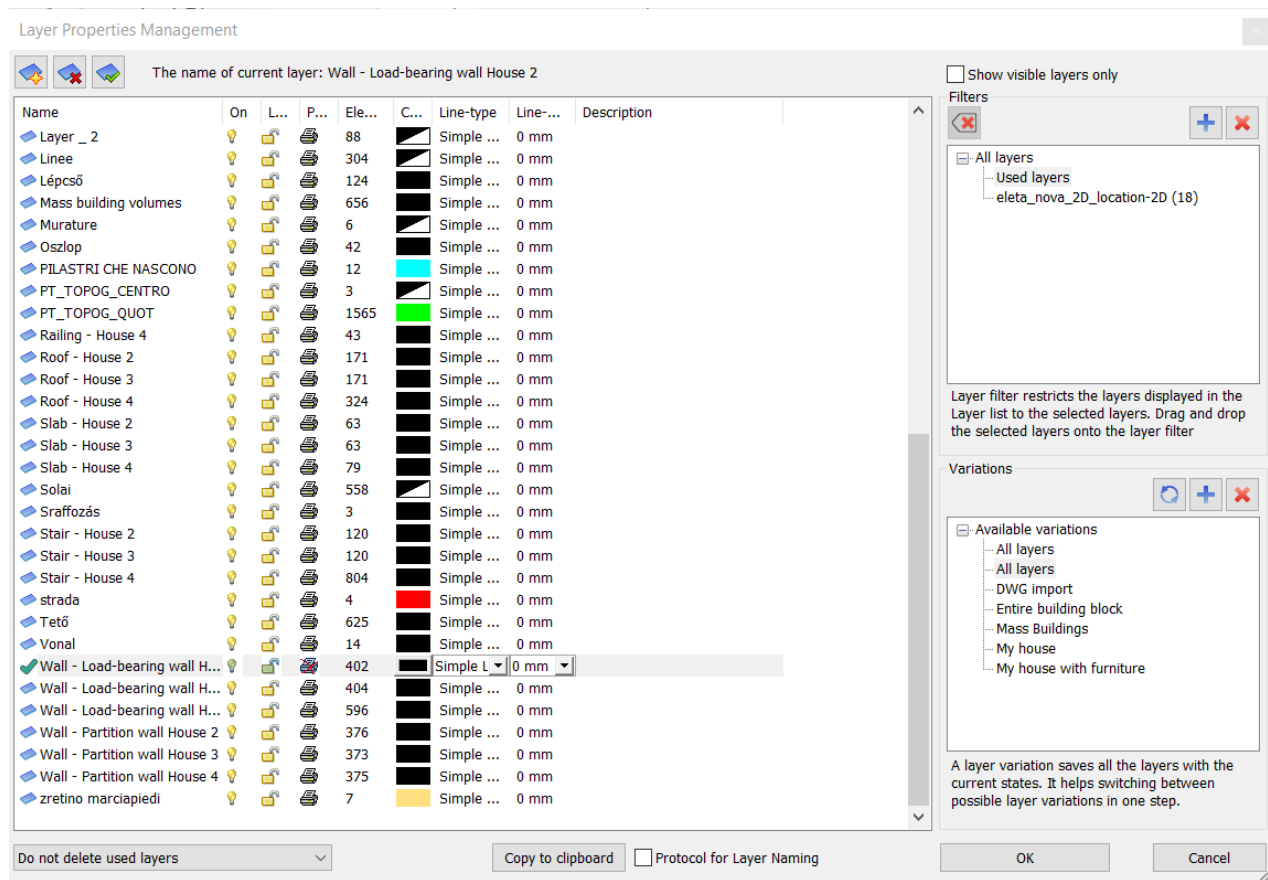 Layer Properties Management
The name of current layer: Wall - Load-bearing wall House 2
Show visible layers only
Name On L... P... Ele... C... Line-type Line-... Description
Layer _ 2 88 Simple ... 0 mm
Linee 304 Simple ... 0 mm
Lépcső 124 Simple ... 0 mm
Mass building volumes 656 Simple ... 0 mm
Murature 6 Simple ... 0 mm
Oszlop 42 Simple ... 0 mm
PILASTRI CHE NASCONO 12 Simple ... 0 mm
PT_TOPOG_CENTRO 3 Simple ... 0 mm
PT_TOPOG_QUOT 1565 Simple ... 0 mm
Railing - House 4 43 Simple ... 0 mm
Roof - House 2 171 Simple ... 0 mm
Roof - House 3 171 Simple ... 0 mm
Roof - House 4 324 Simple ... 0 mm
Slab - House 2 63 Simple ... 0 mm
Slab - House 3 63 Simple ... 0 mm
Slab - House 4 79 Simple ... 0 mm
Solai 558 Simple ... 0 mm
Sraffozás 3 Simple ... 0 mm
Stair - House 2 120 Simple ... 0 mm
Stair - House 3 120 Simple ... 0 mm
Stair - House 4 804 Simple ... 0 mm
strada 4 Simple ... 0 mm
Tető 625 Simple ... 0 mm
Vonal 14 Simple ... 0 mm
Wall - Load-bearing wall H... 402 Simple L 0 mm
Wall - Load-bearing wall H... 404 Simple ... 0 mm
Wall - Load-bearing wall H... 596 Simple ... 0 mm
Wall - Partition wall House 2 376 Simple ... 0 mm
Wall - Partition wall House 3 373 Simple ... 0 mm
Wall - Partition wall House 4 375 Simple ... 0 mm
zretino marciapiedi 7 Simple ... 0 mm
Filters
All layers
Used layers
eleta_nova_2D_location-2D (18)
Layer filter restricts the layers displayed in the
Layer list to the selected layers. Drag and drop
the selected layers onto the layer filter
Variations
Available variations
All layers
All layers
DWG import
Entire building block
Mass Buildings
My house
My house with furniture
A layer variation saves all the layers with the
current states. It helps switching between
possible layer variations in one step.
Do not delete used layers
Copy to clipboard
Protocol for Layer Naming
OK
Cancel